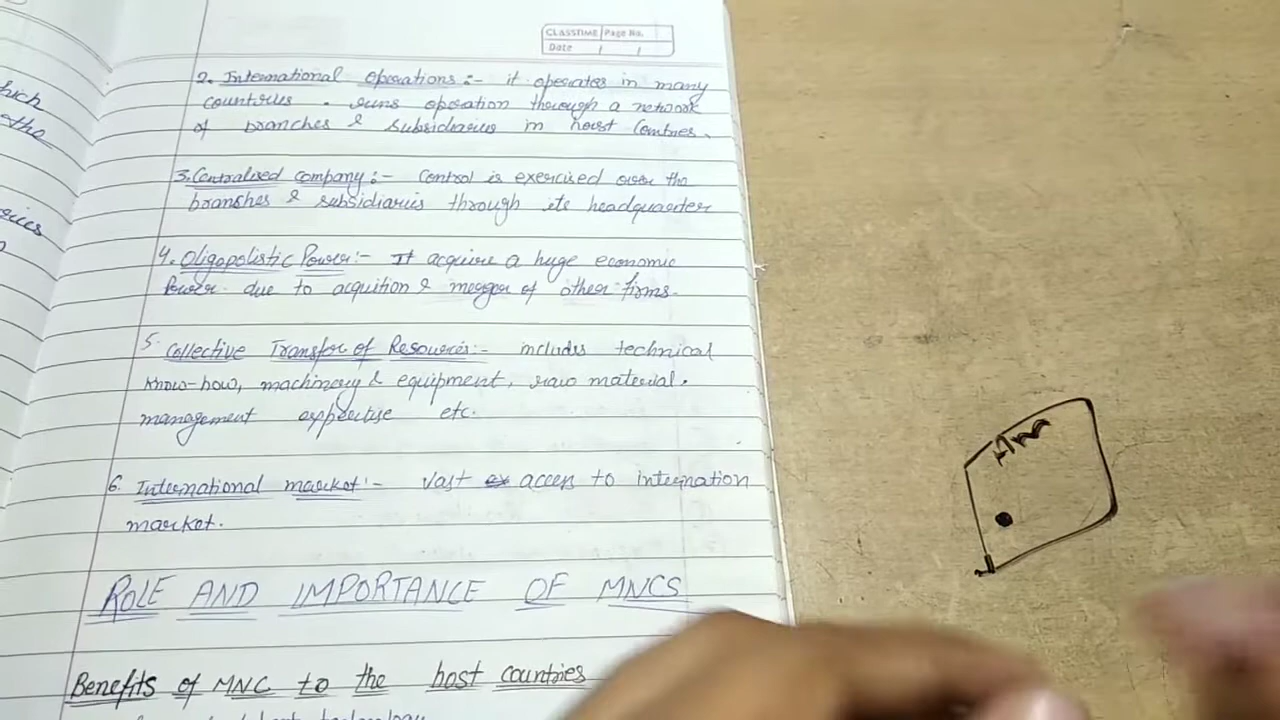 hich
othe
CLASSTIME Page No.
Date / /
2. International operations :- it operates in many
countries . runs operation through a network
of branches & subsidiaries in host Contries.
3. Centralised Company :- Control is exercised over the
branches & subsidiaries through its headquarter
4. Oligopolistic Power :- It acquire a huge economic
Power due to acquition & merger of other firms.
5. Collective Transfer of Resources :- includes technical
know-how, machinery & equipment, raw material.
management expertise etc.
6. International market :- Vast access to internation
market.
ROLE AND IMPORTANCE OF MNCS
Benefits of MNC to the host countries
technology